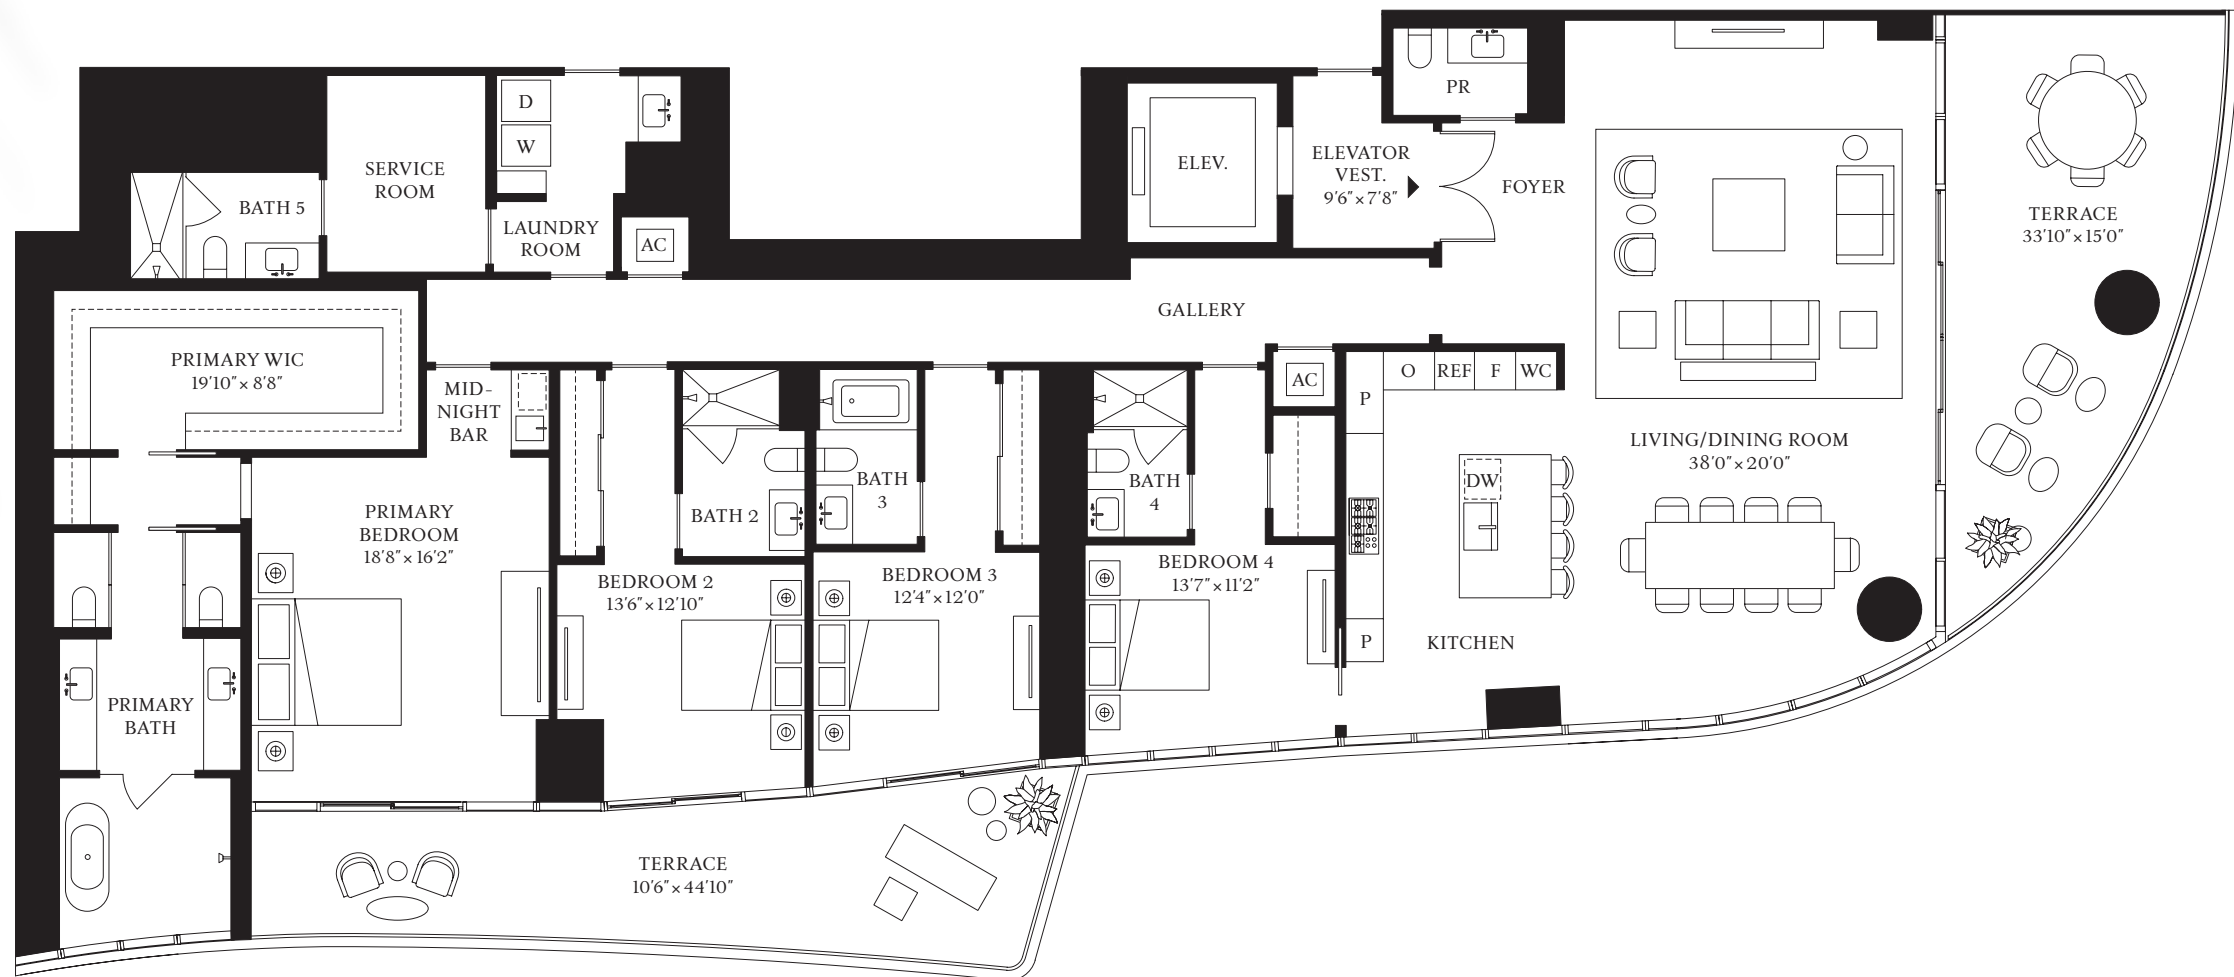 PR
D
W
SERVICE
ROOM
BATH 5
LAUNDRY
ROOM
AC
ELEV.
ELEVATOR
VEST.
9'6"×7'8"
FOYER
TERRACE
33'10"×15'0"
GALLERY
PRIMARY WIC
19'10"×8'8"
MID-
NIGHT
BAR
AC
P
O
REF
F
WC
LIVING/DINING ROOM
38'0"×20'0"
DW
PRIMARY
BEDROOM
18'8"×16'2"
BATH 2
BATH
3
BATH
4
BEDROOM 2
13'6"×12'10"
BEDROOM 3
12'4"×12'0"
BEDROOM 4
13'7"×11'2"
P
KITCHEN
PRIMARY
BATH
TERRACE
10'6"×44'10"